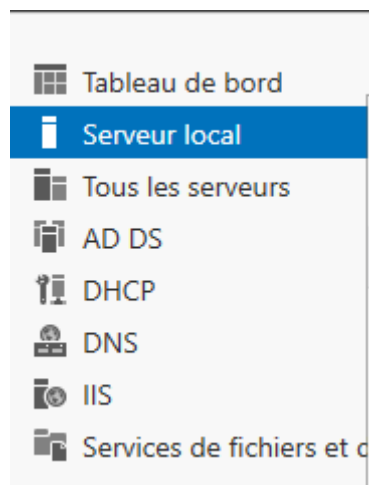 Tableau de bord
Serveur local
Tous les serveurs
AD DS
DHCP
DNS
IIS
Services de fichiers et